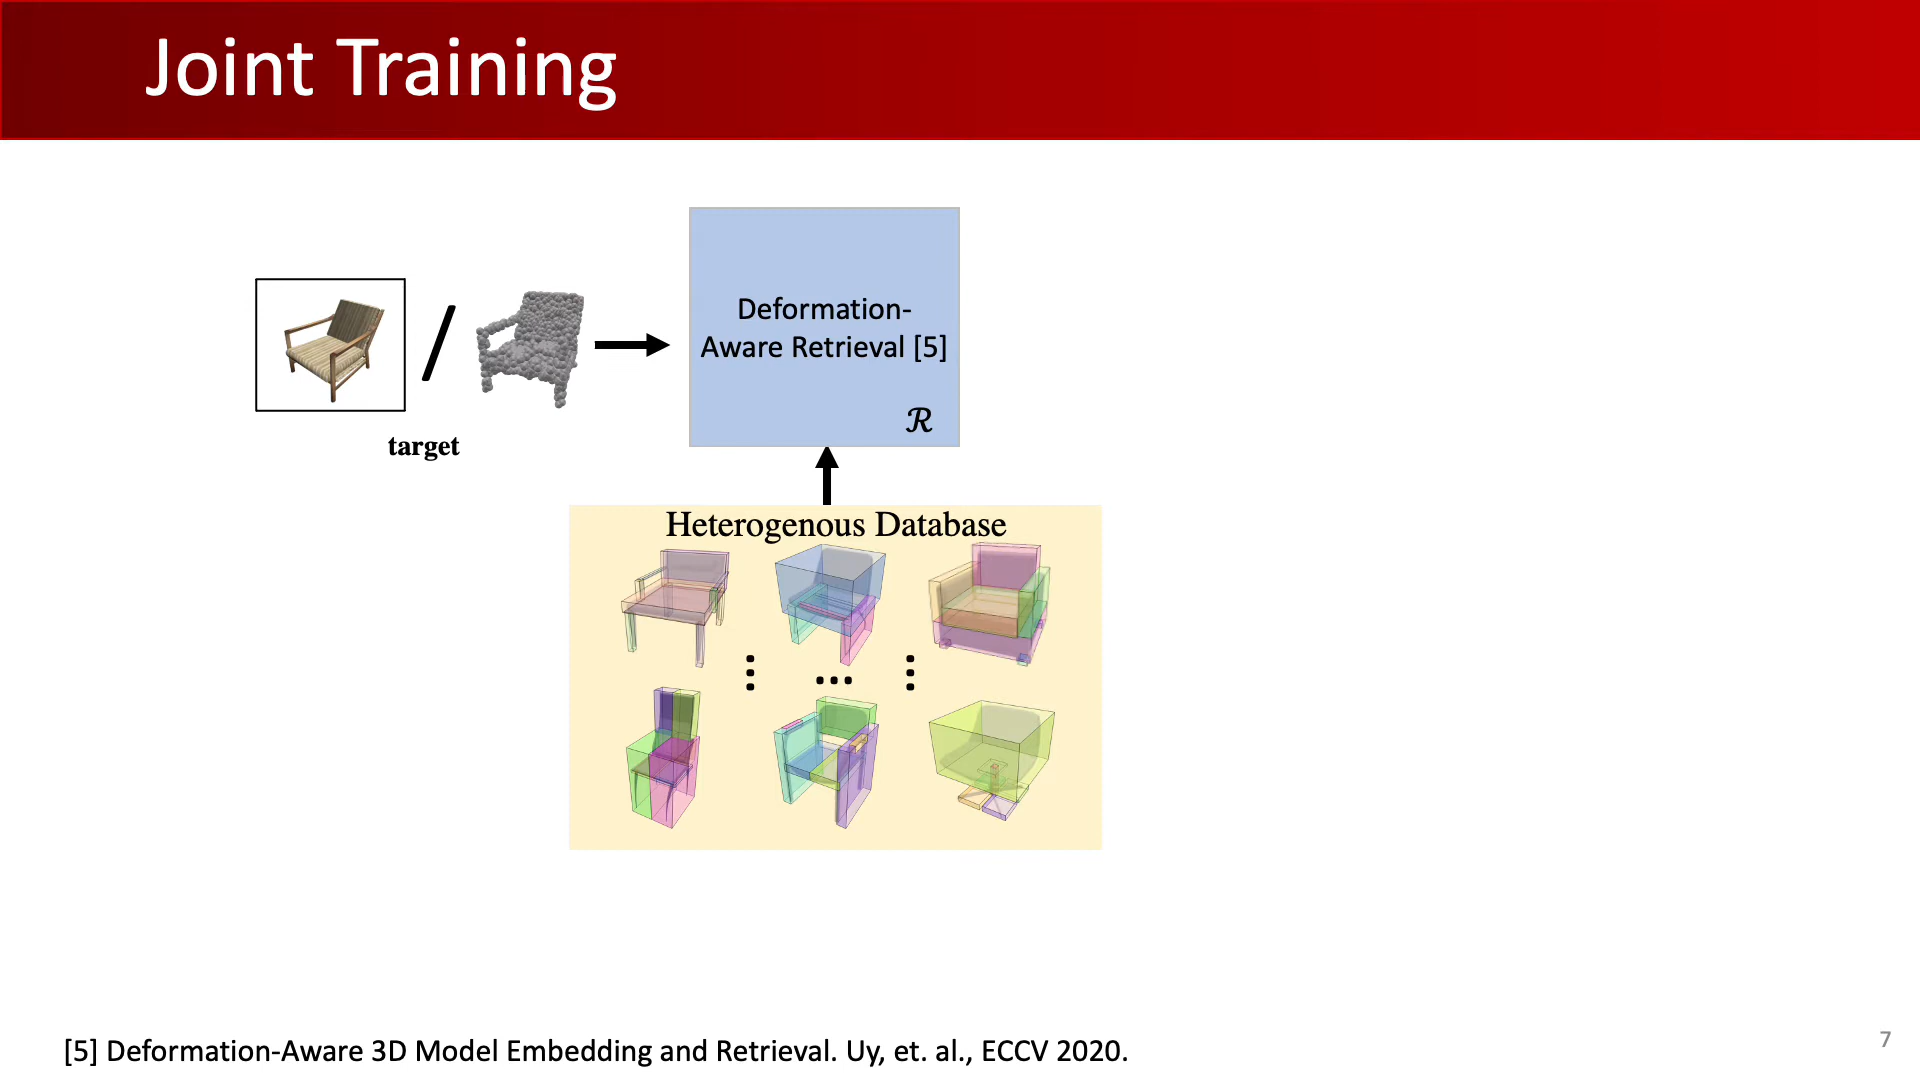 Joint Training
Deformation-
Aware Retrieval [5]
ℛ
target
Heterogenous Database
[5] Deformation-Aware 3D Model Embedding and Retrieval. Uy, et. al., ECCV 2020.
7